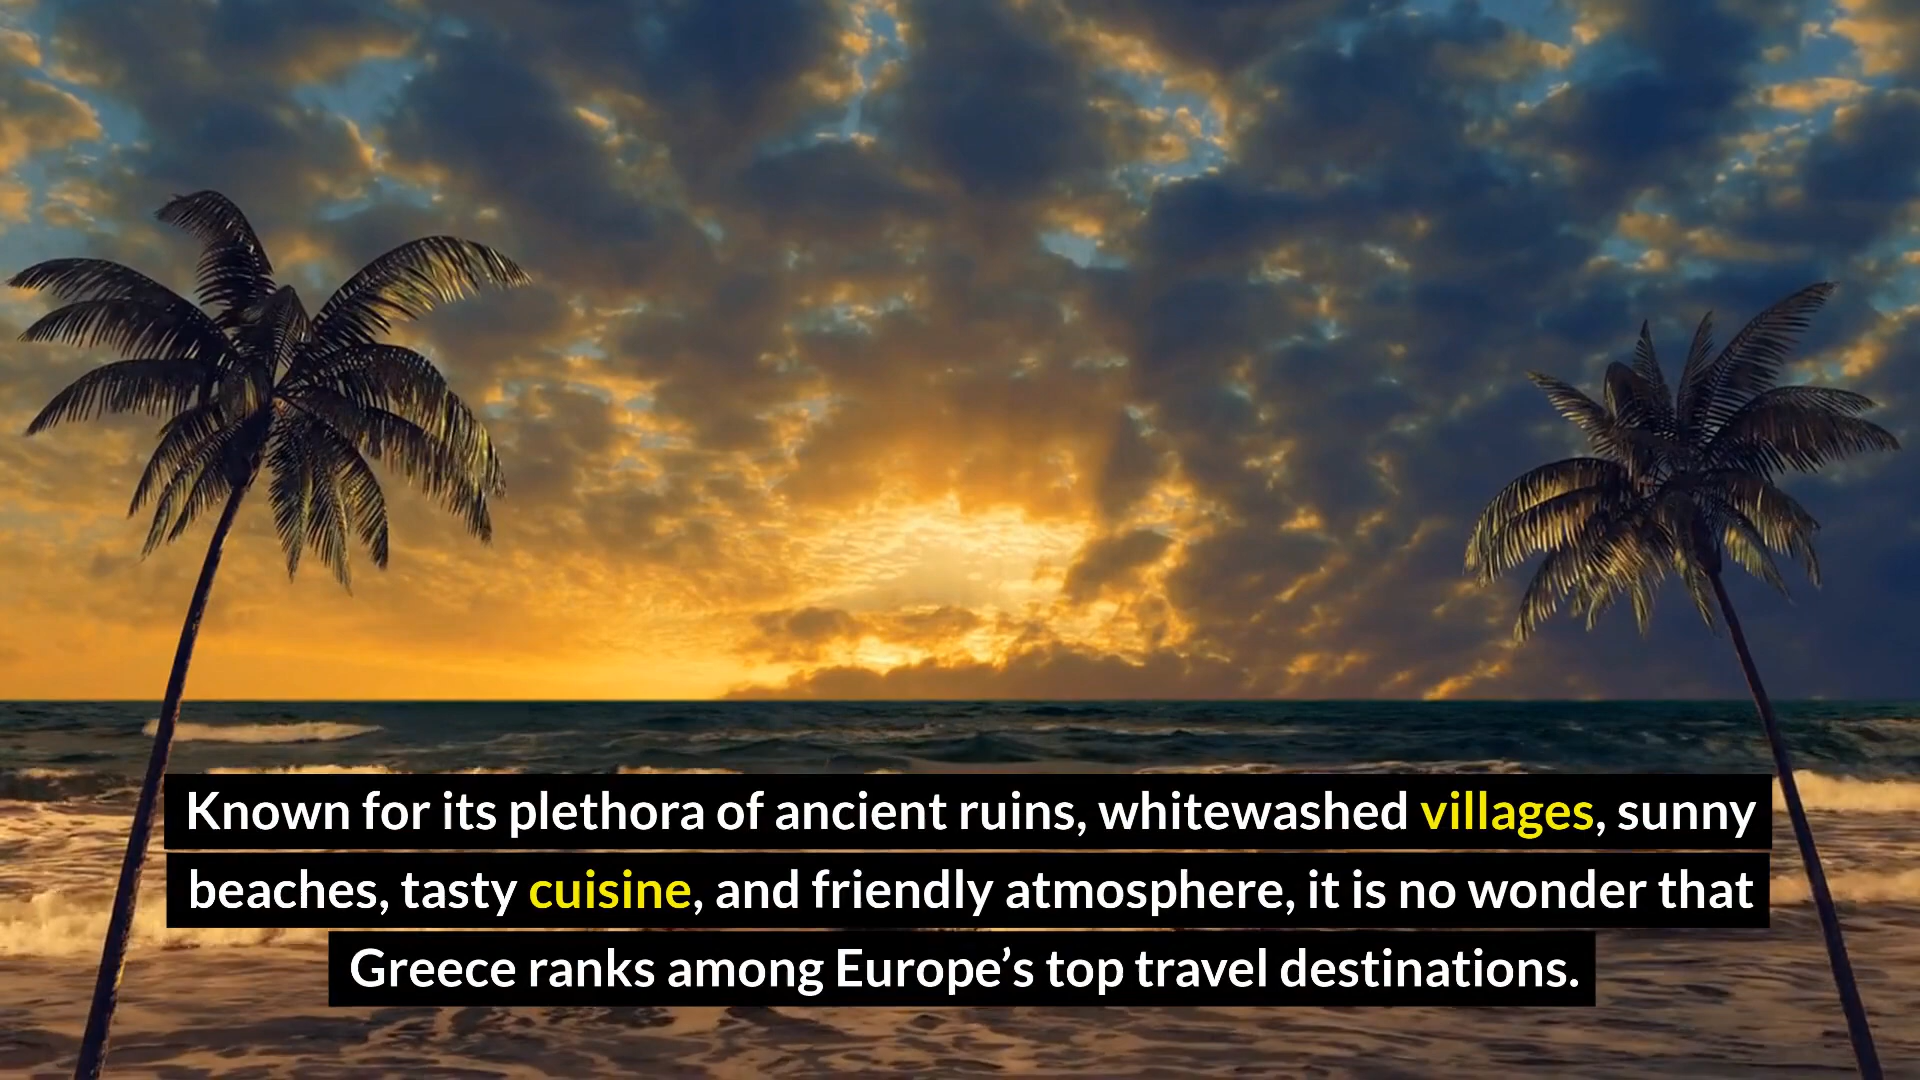 Known for its plethora of ancient ruins, whitewashed villages, sunny
beaches, tasty cuisine, and friendly atmosphere, it is no wonder that
Greece ranks among Europe’s top travel destinations.